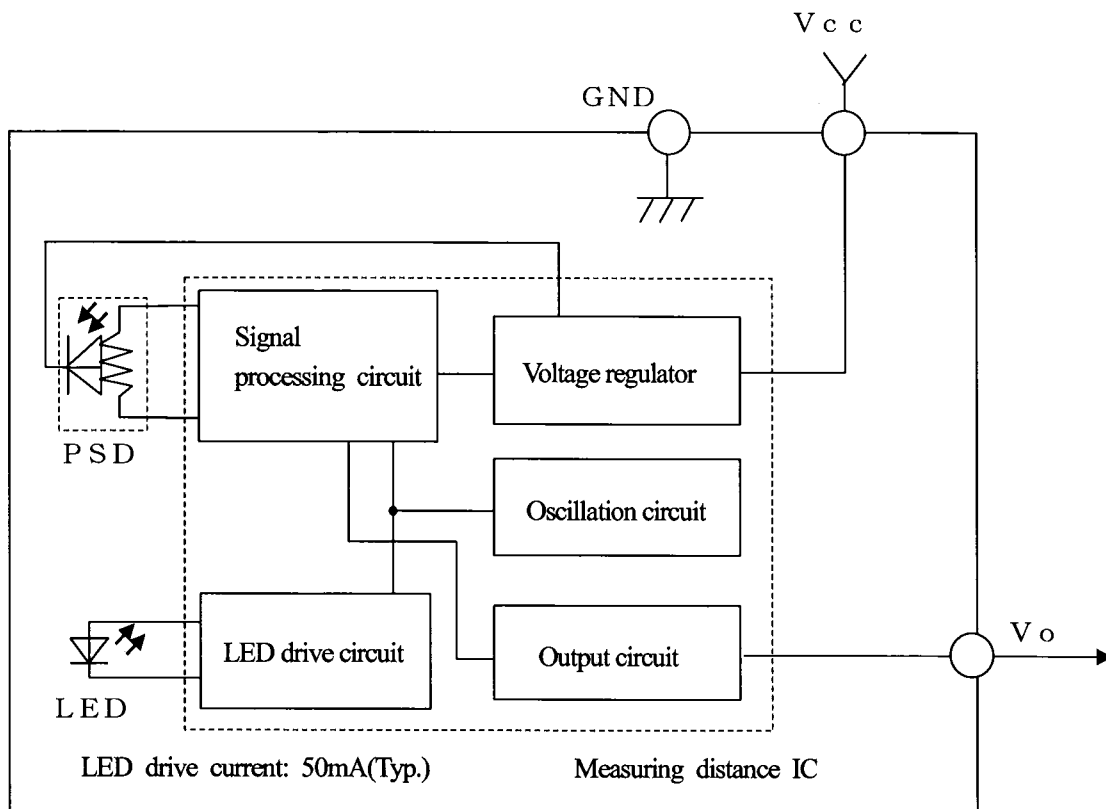 Vcc
GND
Signal
processing circuit
Voltage regulator
PSD
Oscillation circuit
LED drive circuit
Output circuit
Vo
LED
LED drive current: 50mA(Typ.)
Measuring distance IC